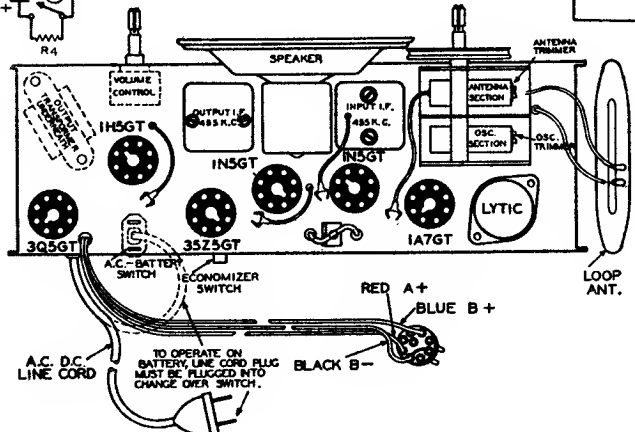 +
R4
SPEAKER
ANTENNA
TRIMMER
VOLUME
CONTROL
OUTPUT
TRANSFORMER
UNDERNEATH
OUTPUT I.F.
455 K.C.
INPUT I.F.
455 K.C.
ANTENNA
SECTION
OSC.
SECTION
OSC.
TRIMMER
1H5GT
1N5GT
1N5GT
3Q5GT
35Z5GT
1A7GT
LYTIC
A.C.-BATTERY
SWITCH
ECONOMIZER
SWITCH
LOOP
ANT.
RED A+
BLUE B+
BLACK B-
A.C. D.C.
LINE CORD
TO OPERATE ON
BATTERY, LINE CORD PLUG
MUST BE PLUGGED INTO
CHANGE OVER SWITCH.